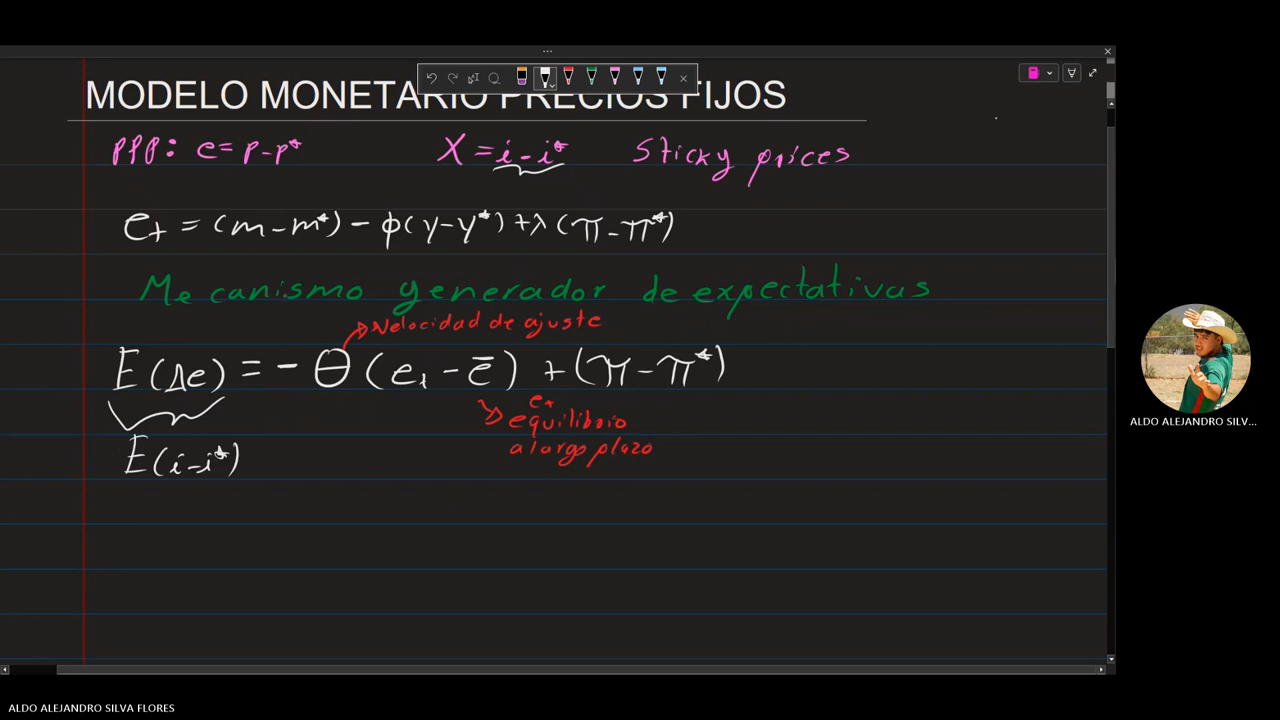 MODELO MONETARIO PRECIOS FIJOS
PPP: e = p - p* X = i - i* Sticky prices
e_t = (m - m*) - φ(y - y*) + λ(π - π*)
Mecanismo generador de expectativas
Velocidad de ajuste
E(Δe) = - θ(e_t - ē) + (π - π*)
e_t
equilibrio
a largo plazo
E(i - i*)
ALDO ALEJANDRO SILV...
ALDO ALEJANDRO SILVA FLORES